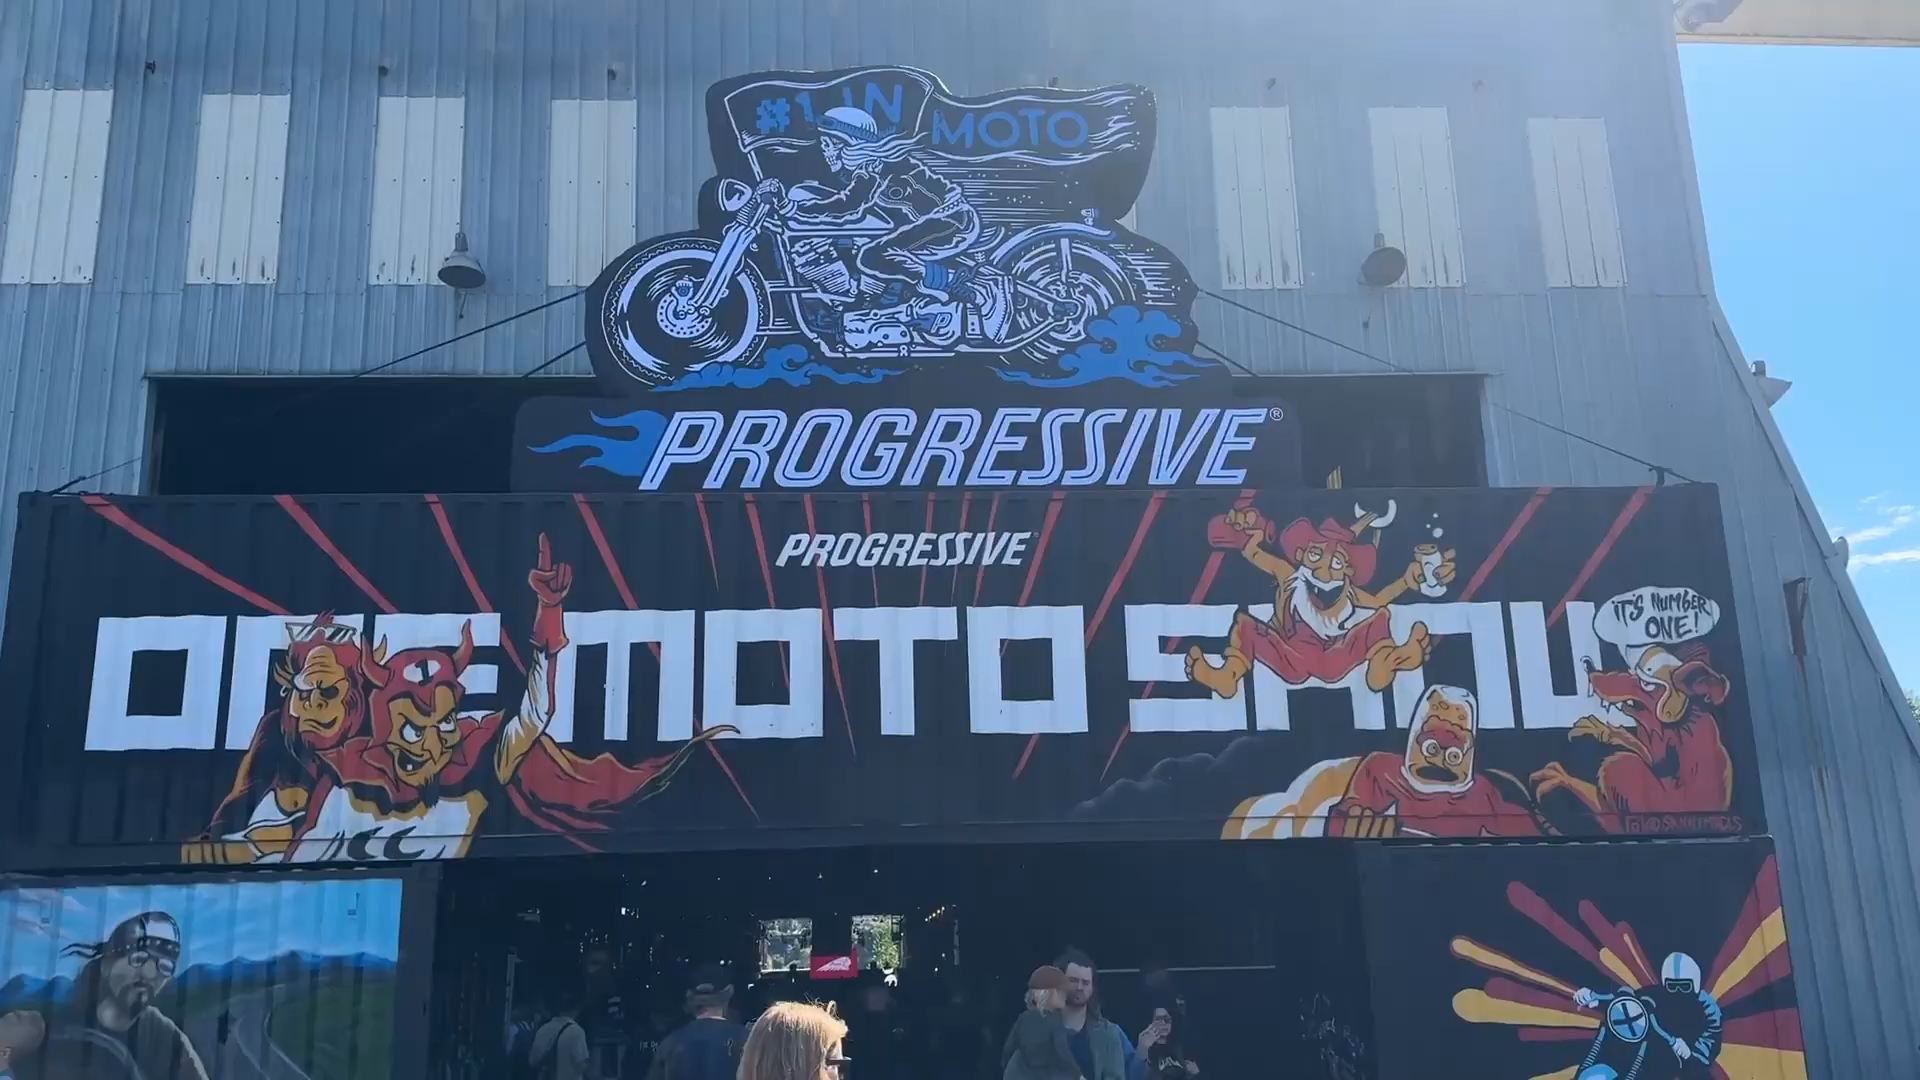 #1 IN MOTO
PROGRESSIVE®
PROGRESSIVE
ONE MOTO SHOW
IT'S NUMBER
ONE!